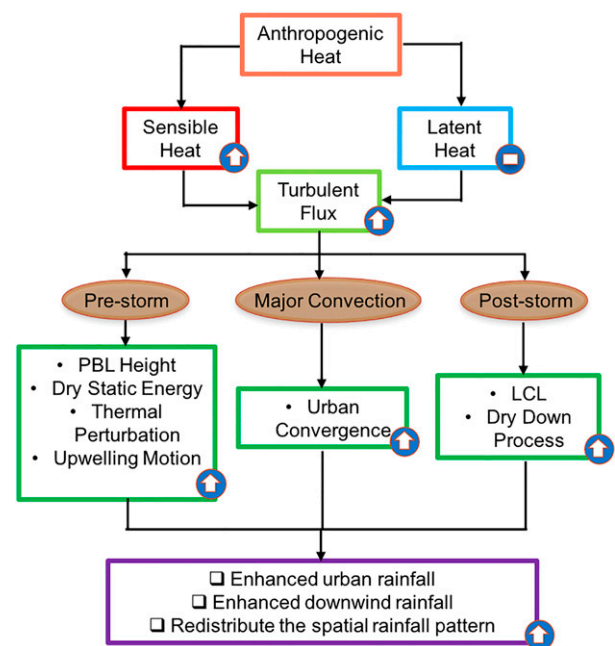 Anthropogenic
Heat
Sensible
Heat
Latent
Heat
Turbulent
Flux
Pre-storm
Major Convection
Post-storm
• PBL Height
• Dry Static Energy
• Thermal
Perturbation
• Upwelling Motion
• Urban
Convergence
• LCL
• Dry Down
Process
❑ Enhanced urban rainfall
❑ Enhanced downwind rainfall
❑ Redistribute the spatial rainfall pattern